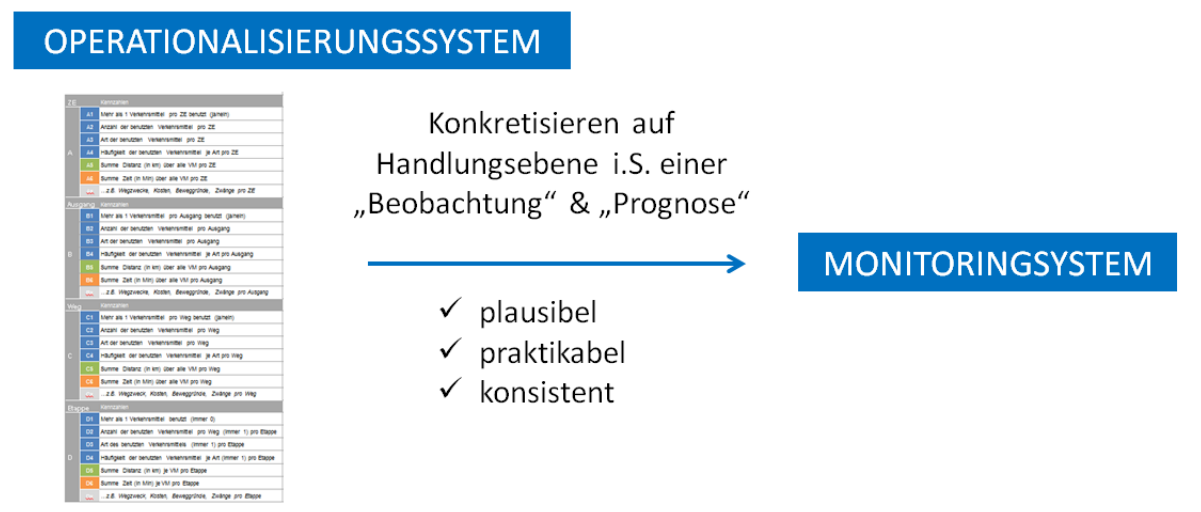 OPERATIONALISIERUNGSSYSTEM
ZE Kennzahlen
A
A1 Mehr als 1 Verkehrsmittel pro ZE benutzt (ja/nein)
A2 Anzahl der benutzten Verkehrsmittel pro ZE
A3 Art der benutzten Verkehrsmittel pro ZE
A4 Häufigkeit der benutzten Verkehrsmittel je Art pro ZE
A5 Summe Distanz (in km) über alle VM pro ZE
A6 Summe Zeit (in Min) über alle VM pro ZE
...z.B. Wegzwecke, Kosten, Beweggründe, Zwänge pro ZE
Ausgang Kennzahlen
B
B1 Mehr als 1 Verkehrsmittel pro Ausgang benutzt (ja/nein)
B2 Anzahl der benutzten Verkehrsmittel pro Ausgang
B3 Art der benutzten Verkehrsmittel pro Ausgang
B4 Häufigkeit der benutzten Verkehrsmittel je Art pro Ausgang
B5 Summe Distanz (in km) über alle VM pro Ausgang
B6 Summe Zeit (in Min) über alle VM pro Ausgang
...z.B. Wegzwecke, Kosten, Beweggründe, Zwänge pro Ausgang
Weg Kennzahlen
C
C1 Mehr als 1 Verkehrsmittel pro Weg benutzt (ja/nein)
C2 Anzahl der benutzten Verkehrsmittel pro Weg
C3 Art der benutzten Verkehrsmittel pro Weg
C4 Häufigkeit der benutzten Verkehrsmittel je Art pro Weg
C5 Summe Distanz (in km) über alle VM pro Weg
C6 Summe Zeit (in Min) über alle VM pro Weg
...z.B. Wegzweck, Kosten, Beweggründe, Zwänge pro Weg
Etappe Kennzahlen
D
D1 Mehr als 1 Verkehrsmittel benutzt (immer 0)
D2 Anzahl der benutzten Verkehrsmittel pro Weg (immer 1) pro Etappe
D3 Art des benutzten Verkehrsmittels (immer 1) pro Etappe
D4 Häufigkeit der benutzten Verkehrsmittel je Art (immer 1) pro Etappe
D5 Summe Distanz (in km) je VM pro Etappe
D6 Summe Zeit (in Min) je VM pro Etappe
...z.B. Wegzweck, Kosten, Beweggründe, Zwänge pro Etappe
Konkretisieren auf
Handlungsebene i.S. einer
„Beobachtung“ & „Prognose“
✓ plausibel
✓ praktikabel
✓ konsistent
MONITORINGSYSTEM